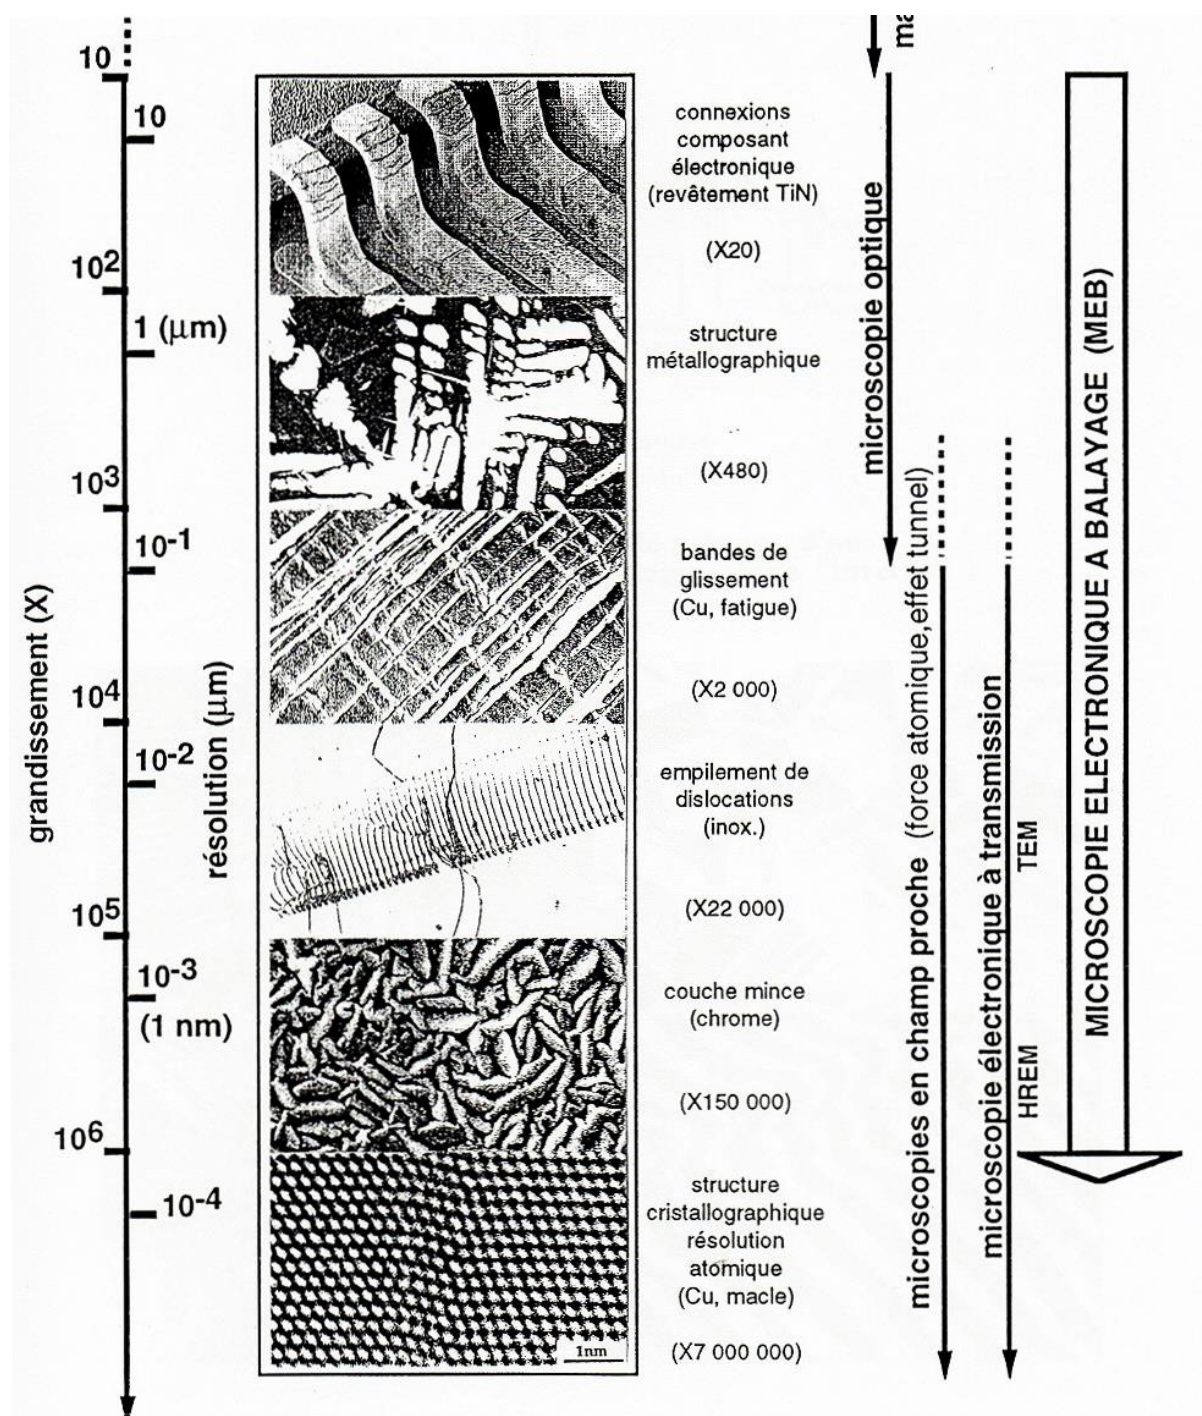 10
10
10²
1 (µm)
10³
10⁻¹
10⁴
10⁻²
10⁵
10⁻³
(1 nm)
10⁶
10⁻⁴
grandissement (X)
résolution (µm)
connexions
composant
électronique
(revêtement TiN)
(X20)
structure
métallographique
(X480)
bandes de
glissement
(Cu, fatigue)
(X2 000)
empilement de
dislocations
(inox.)
(X22 000)
couche mince
(chrome)
(X150 000)
structure
cristallographique
résolution
atomique
(Cu, macle)
(X7 000 000)
1nm
microscopie optique
microscopies en champ proche (force atomique,effet tunnel)
microscopie électronique à transmission
TEM
HREM
MICROSCOPIE ELECTRONIQUE A BALAYAGE (MEB)